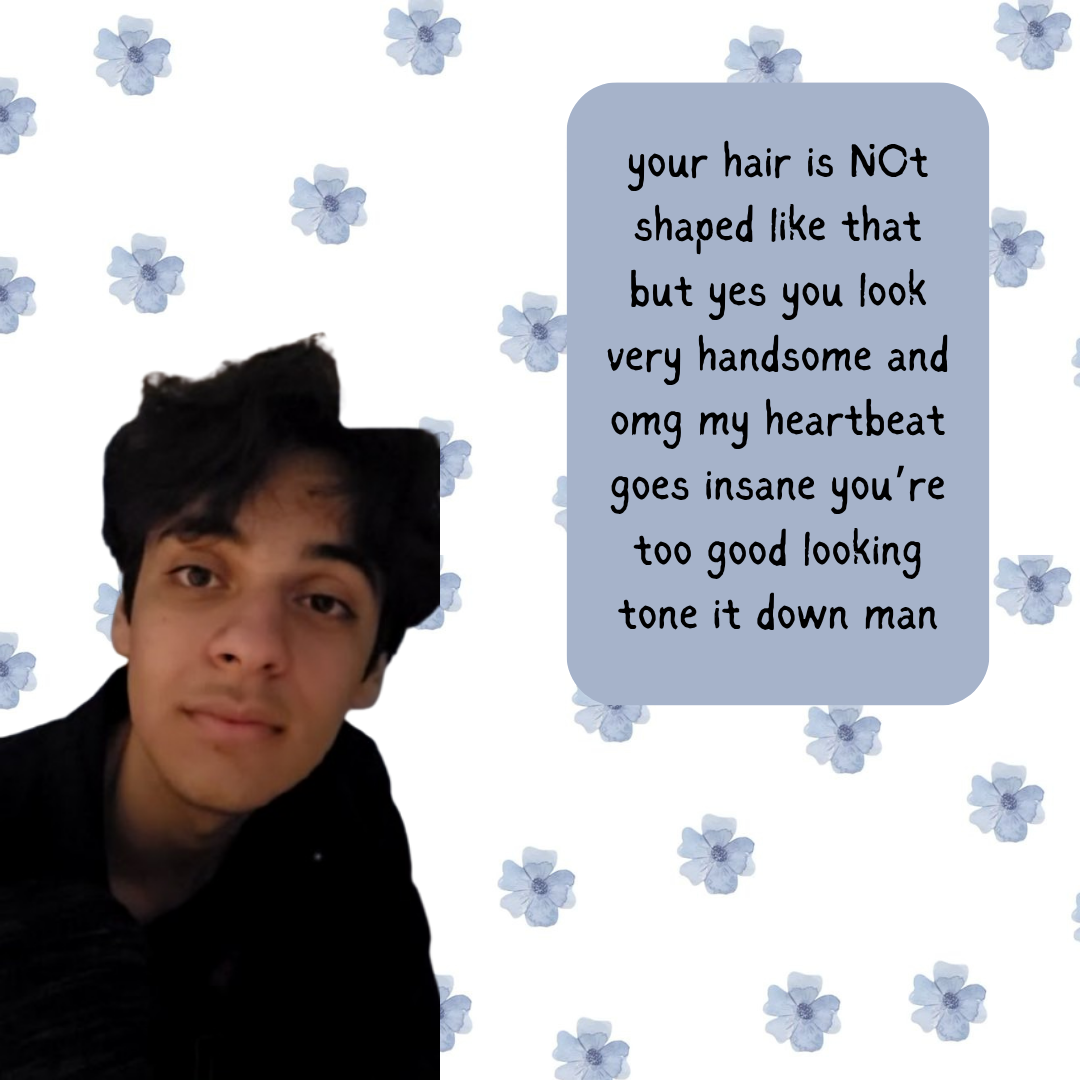 your hair is NOt
shaped like that
but yes you look
very handsome and
omg my heartbeat
goes insane you're
too good looking
tone it down man